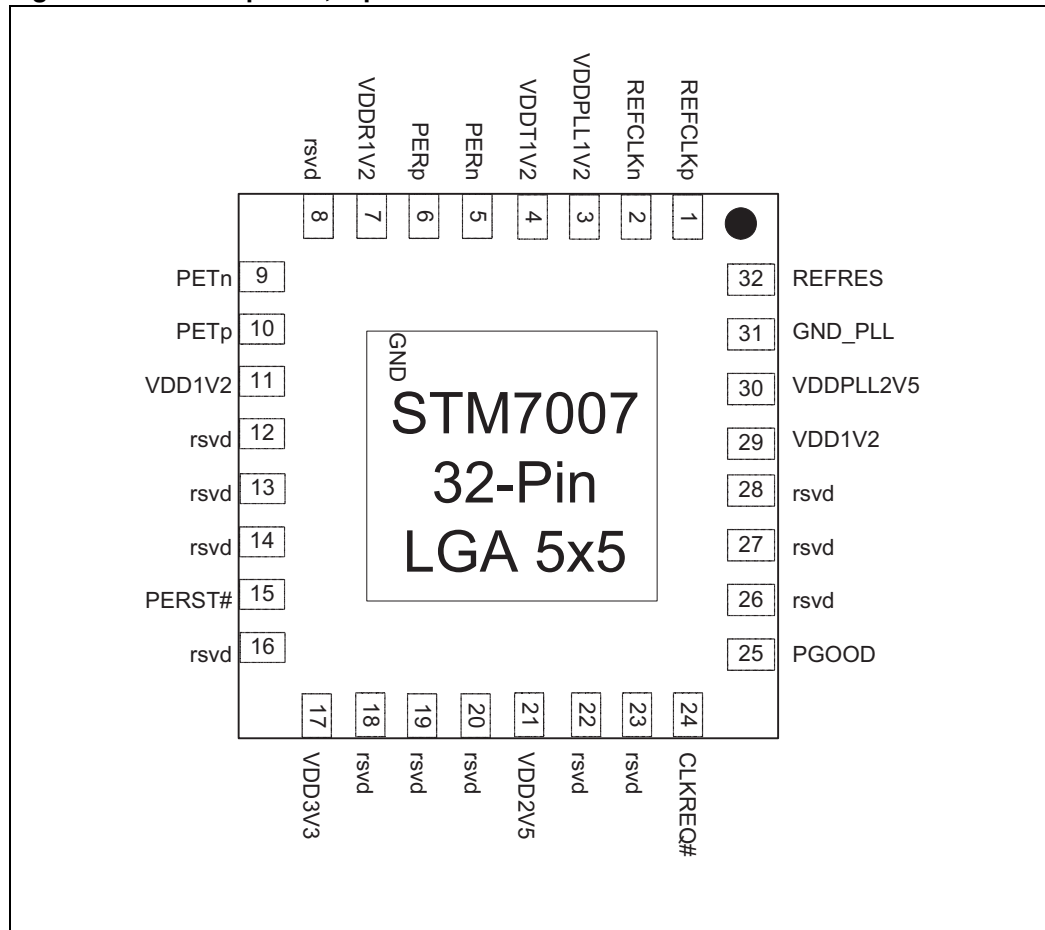 rsvd
VDDR1V2
PERp
PERn
VDDT1V2
VDDPLL1V2
REFCLKn
REFCLKp
8
7
6
5
4
3
2
1
PETn 9
PETp 10
VDD1V2 11
rsvd 12
rsvd 13
rsvd 14
PERST# 15
rsvd 16
GND
STM7007
32-Pin
LGA 5x5
32 REFRES
31 GND_PLL
30 VDDPLL2V5
29 VDD1V2
28 rsvd
27 rsvd
26 rsvd
25 PGOOD
17
18
19
20
21
22
23
24
VDD3V3
rsvd
rsvd
rsvd
VDD2V5
rsvd
rsvd
CLKREQ#